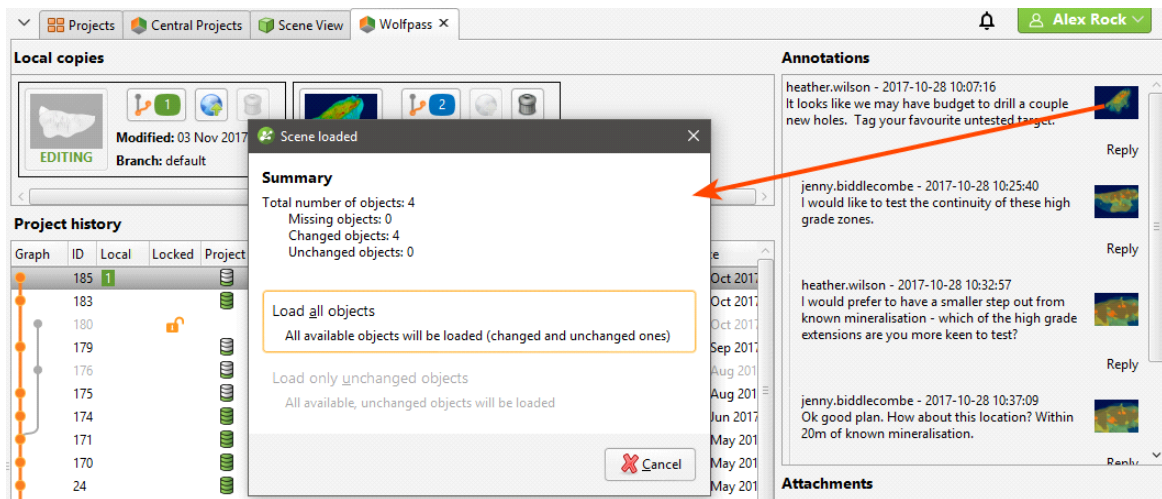 Projects
Central Projects
Scene View
Wolfpass
Alex Rock
Local copies
1
2
EDITING
Modified: 03 Nov 2017
Branch: default
Project history
Graph ID Local Locked Project
185 1 Oct 2017
183 Oct 2017
180 Oct 201
179 Sep 2017
176 Aug 201
175 Aug 201
174 Jun 2017
171 May 201
170 May 201
24 May 201
Scene loaded
Summary
Total number of objects: 4
Missing objects: 0
Changed objects: 4
Unchanged objects: 0
Load all objects
All available objects will be loaded (changed and unchanged ones)
Load only unchanged objects
All available, unchanged objects will be loaded
Cancel
Annotations
heather.wilson - 2017-10-28 10:07:16
It looks like we may have budget to drill a couple
new holes. Tag your favourite untested target.
Reply
jenny.biddlecombe - 2017-10-28 10:25:40
I would like to test the continuity of these high
grade zones.
Reply
heather.wilson - 2017-10-28 10:32:57
I would prefer to have a smaller step out from
known mineralisation - which of the high grade
extensions are you more keen to test?
Reply
jenny.biddlecombe - 2017-10-28 10:37:09
Ok good plan. How about this location? Within
20m of known mineralisation.
Reply
Attachments